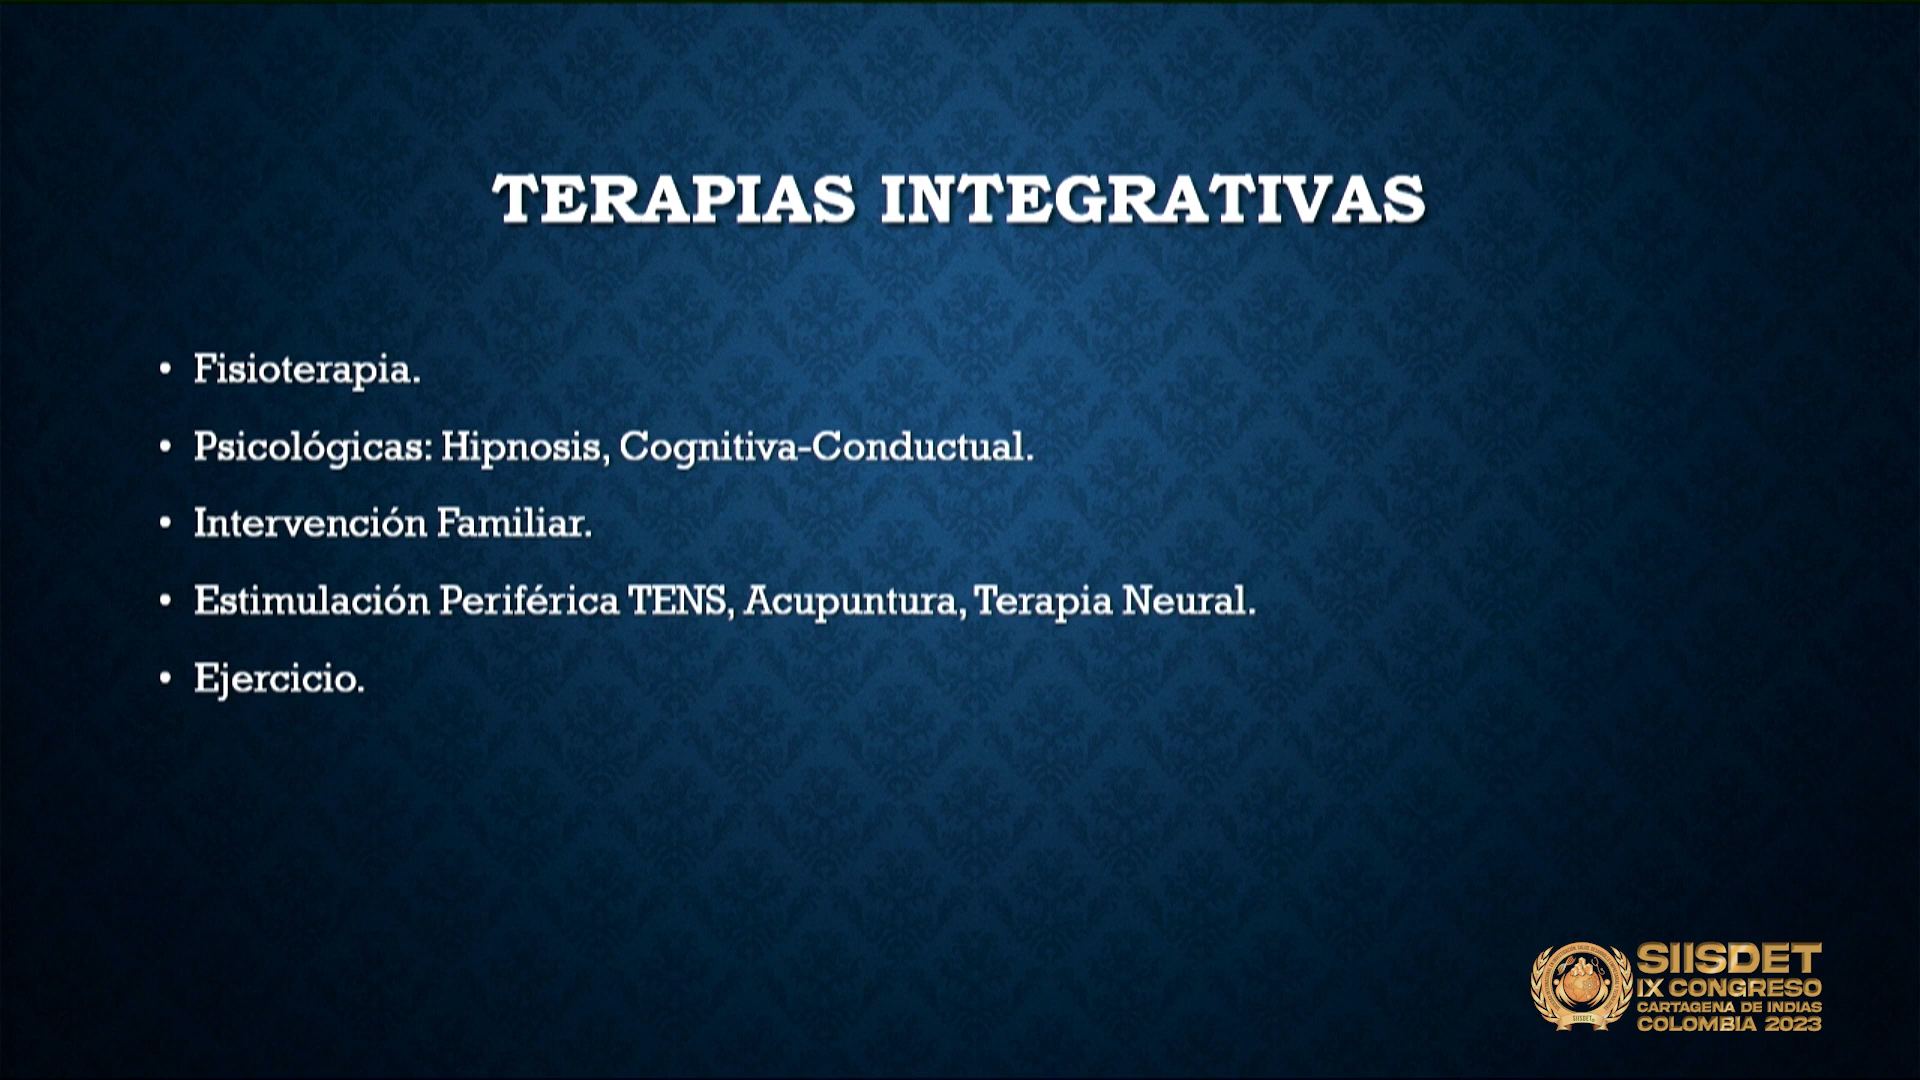 TERAPIAS INTEGRATIVAS
• Fisioterapia.
• Psicológicas: Hipnosis, Cognitiva-Conductual.
• Intervención Familiar.
• Estimulación Periférica TENS, Acupuntura, Terapia Neural.
• Ejercicio.
SIISDET
IX CONGRESO
CARTAGENA DE INDIAS
COLOMBIA 2023
SIISDET